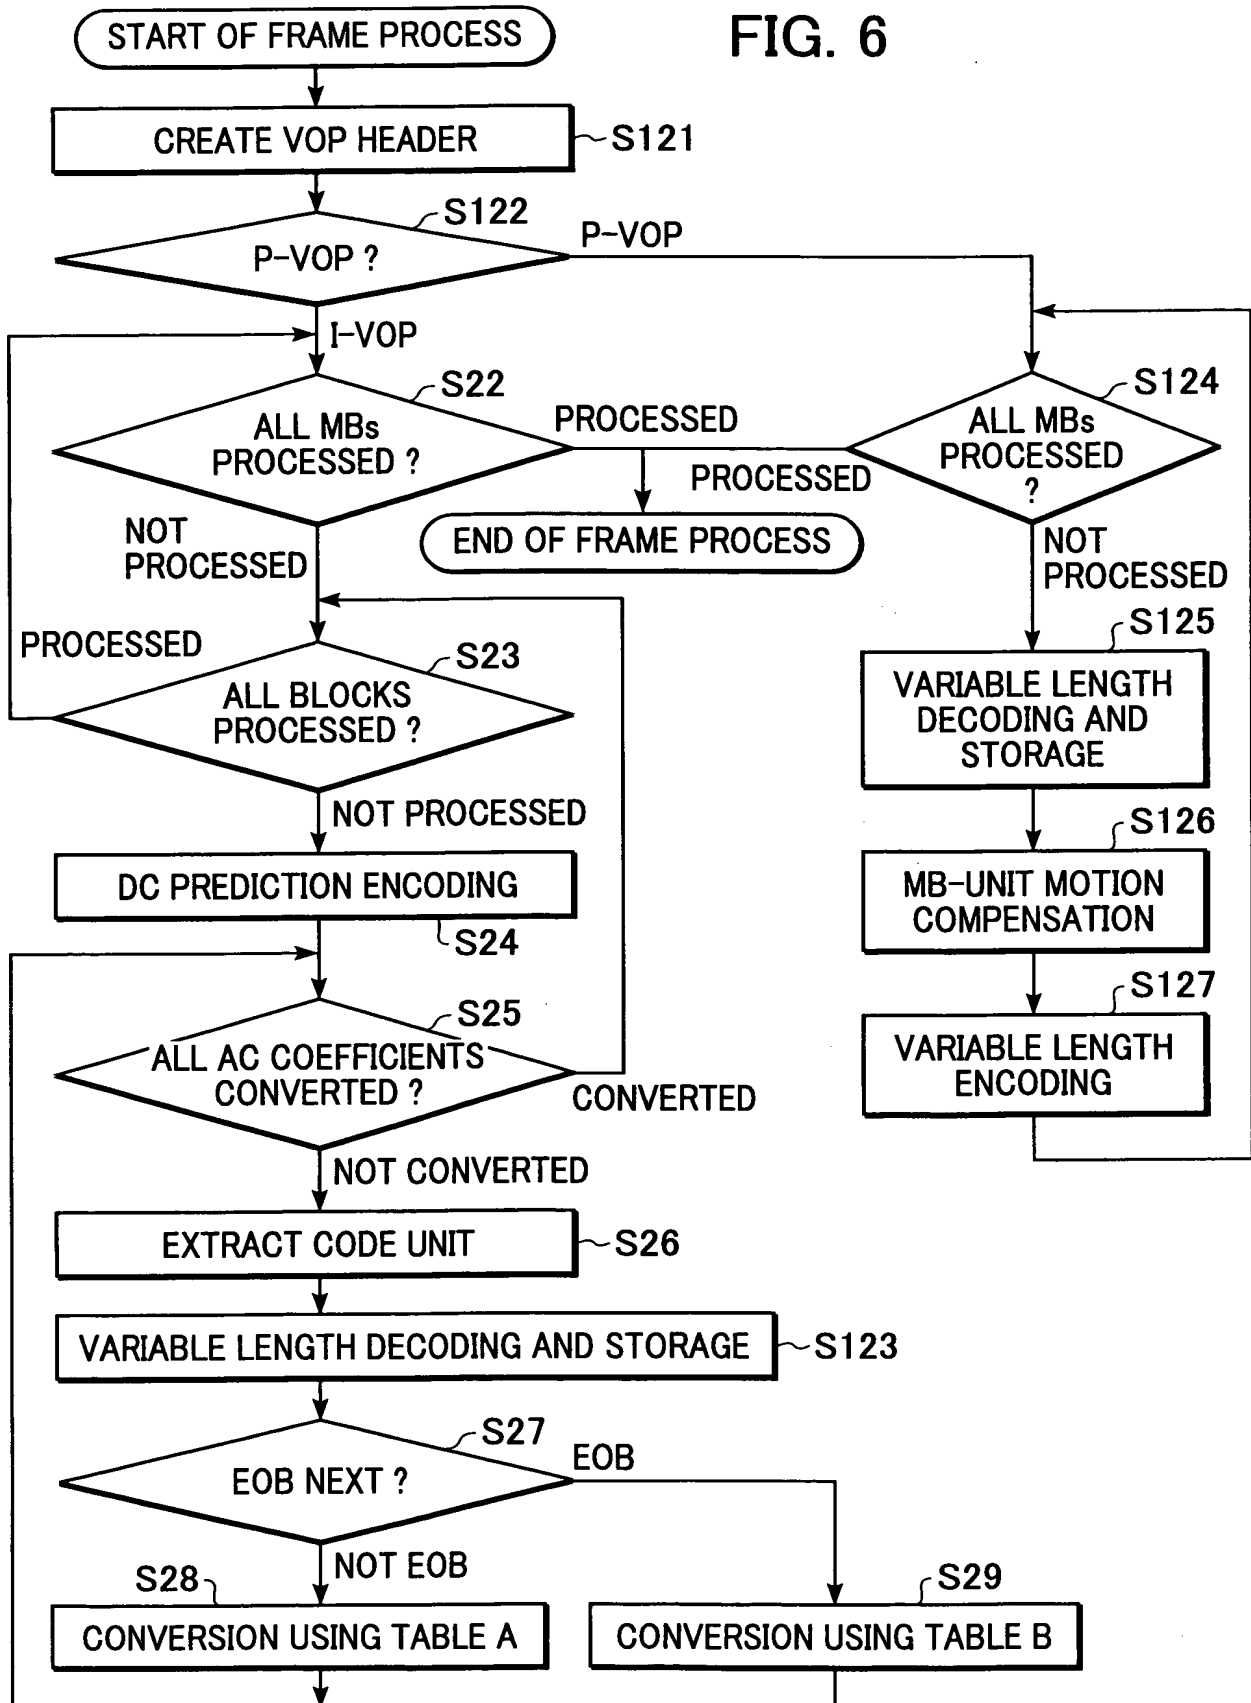 FIG. 6
START OF FRAME PROCESS
CREATE VOP HEADER
S121
P-VOP ?
S122
P-VOP
I-VOP
ALL MBs
PROCESSED ?
S22
PROCESSED
NOT
PROCESSED
END OF FRAME PROCESS
ALL MBs
PROCESSED
?
S124
PROCESSED
NOT
PROCESSED
S125
VARIABLE LENGTH
DECODING AND
STORAGE
S126
MB-UNIT MOTION
COMPENSATION
S127
VARIABLE LENGTH
ENCODING
ALL BLOCKS
PROCESSED ?
S23
PROCESSED
NOT PROCESSED
DC PREDICTION ENCODING
S24
ALL AC COEFFICIENTS
CONVERTED ?
S25
CONVERTED
NOT CONVERTED
EXTRACT CODE UNIT
S26
VARIABLE LENGTH DECODING AND STORAGE
S123
EOB NEXT ?
S27
EOB
NOT EOB
S28
CONVERSION USING TABLE A
S29
CONVERSION USING TABLE B